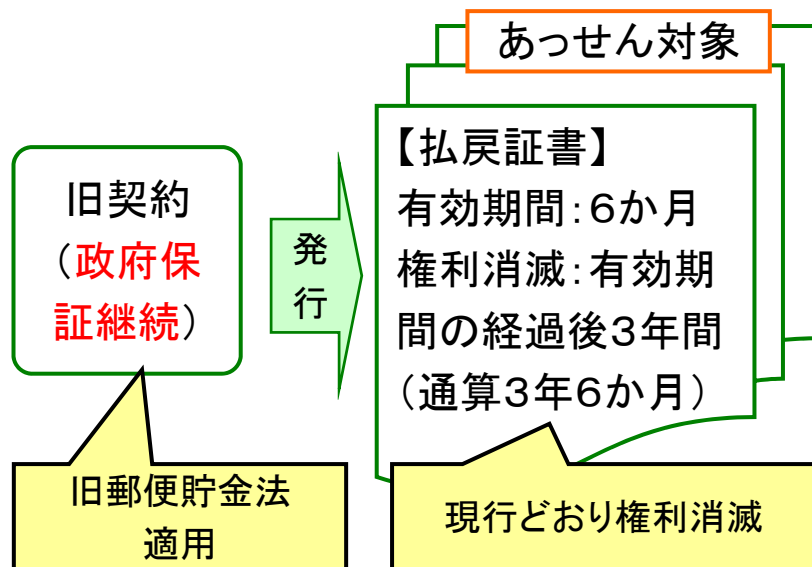 あっせん対象
旧契約
（政府保
証継続）
発
行
【払戻証書】
有効期間：６か月
権利消滅：有効期
間の経過後３年間
（通算３年６か月）
旧郵便貯金法
適用
現行どおり権利消滅